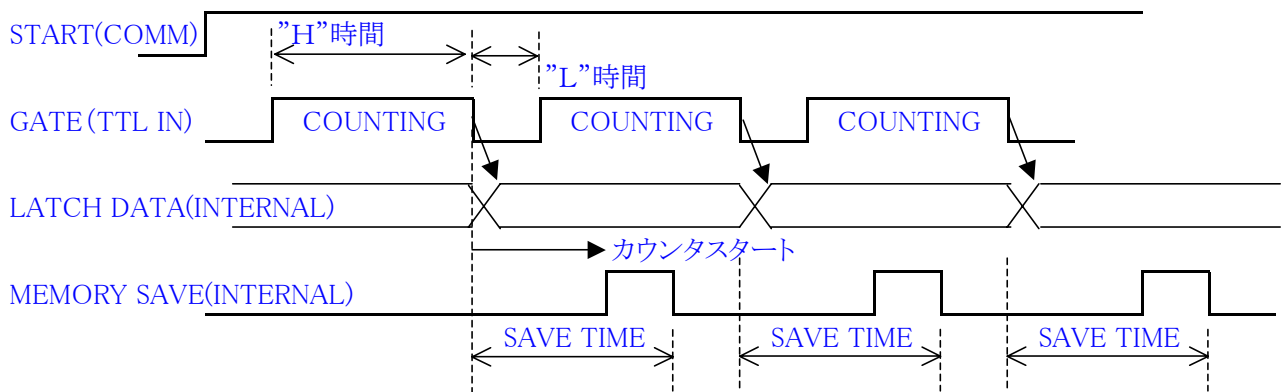 START(COMM)
”H”時間
”L”時間
GATE(TTL IN)
COUNTING
COUNTING
COUNTING
LATCH DATA(INTERNAL)
カウンタスタート
MEMORY SAVE(INTERNAL)
SAVE TIME
SAVE TIME
SAVE TIME